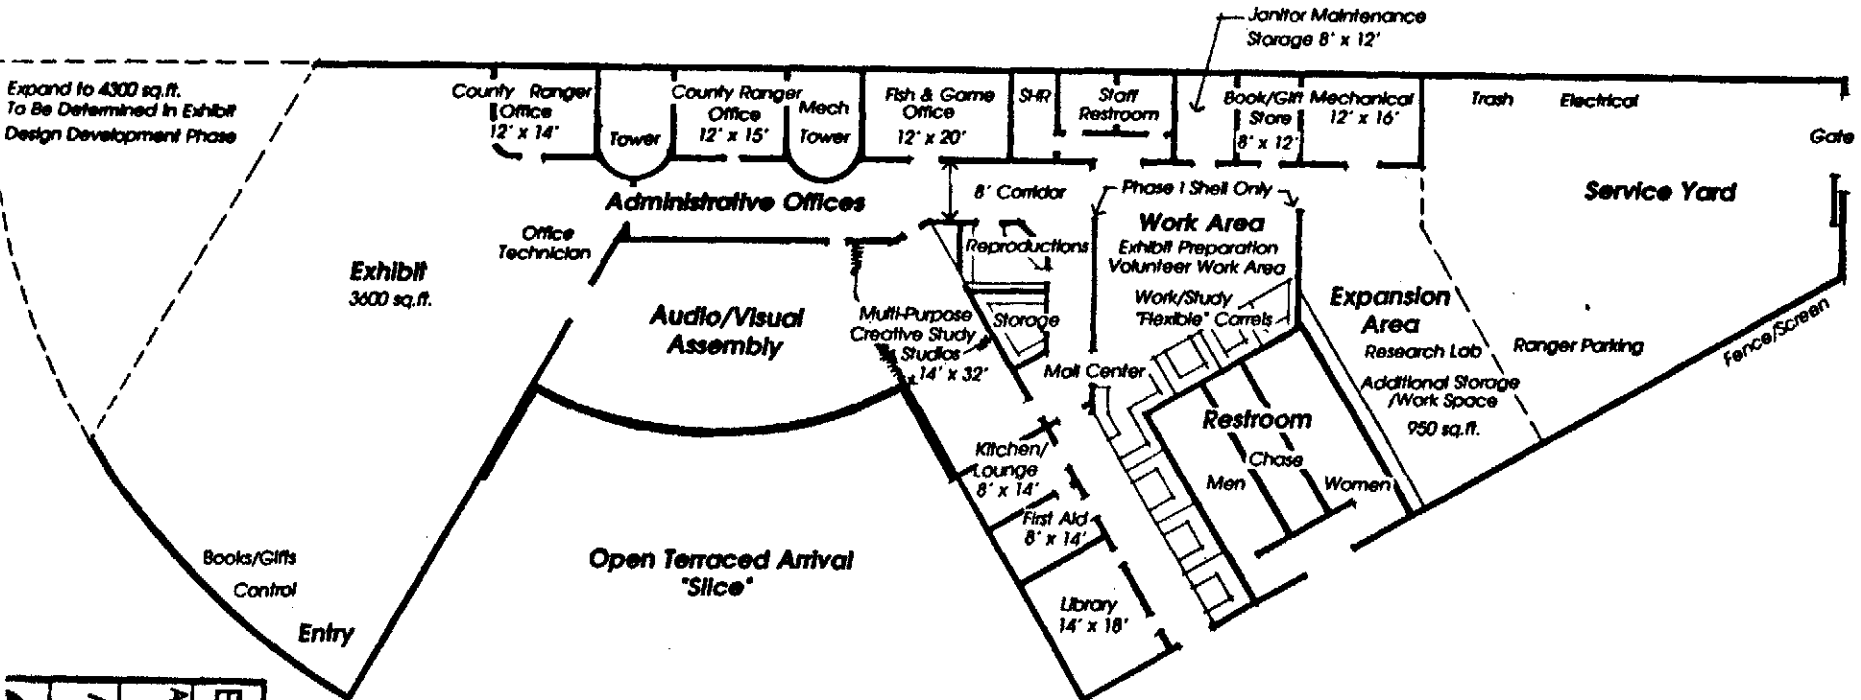 Janitor Maintenance
Storage 8' x 12'
Expand to 4300 sq.ft.
To Be Determined in Exhibit
Design Development Phase
County Ranger
Office
12' x 14'
Tower
County Ranger
Office
12' x 15'
Mech
Tower
Fish & Game
Office
12' x 20'
SHR
Staff
Restroom
Book/Gift
Store
8' x 12'
Mechanical
12' x 16'
Trash
Electrical
Gate
Service Yard
Administrative Offices
8' Corridor
Phase 1 Shell Only
Work Area
Exhibit Preparation
Volunteer Work Area
Work/Study
"Flexible" Carrels
Office
Technician
Reproductions
Exhibit
3600 sq.ft.
Audio/Visual
Assembly
Multi-Purpose
Creative Study
Studios
14' x 32'
Storage
Expansion
Area
Research Lab
Additional Storage
/Work Space
950 sq.ft.
Ranger Parking
Fence/Screen
Mail Center
Restroom
Chase
Men
Women
Kitchen/
Lounge
8' x 14'
First Aid
8' x 14'
Library
14' x 18'
Open Terraced Arrival
"Slice"
Books/Gifts
Control
Entry